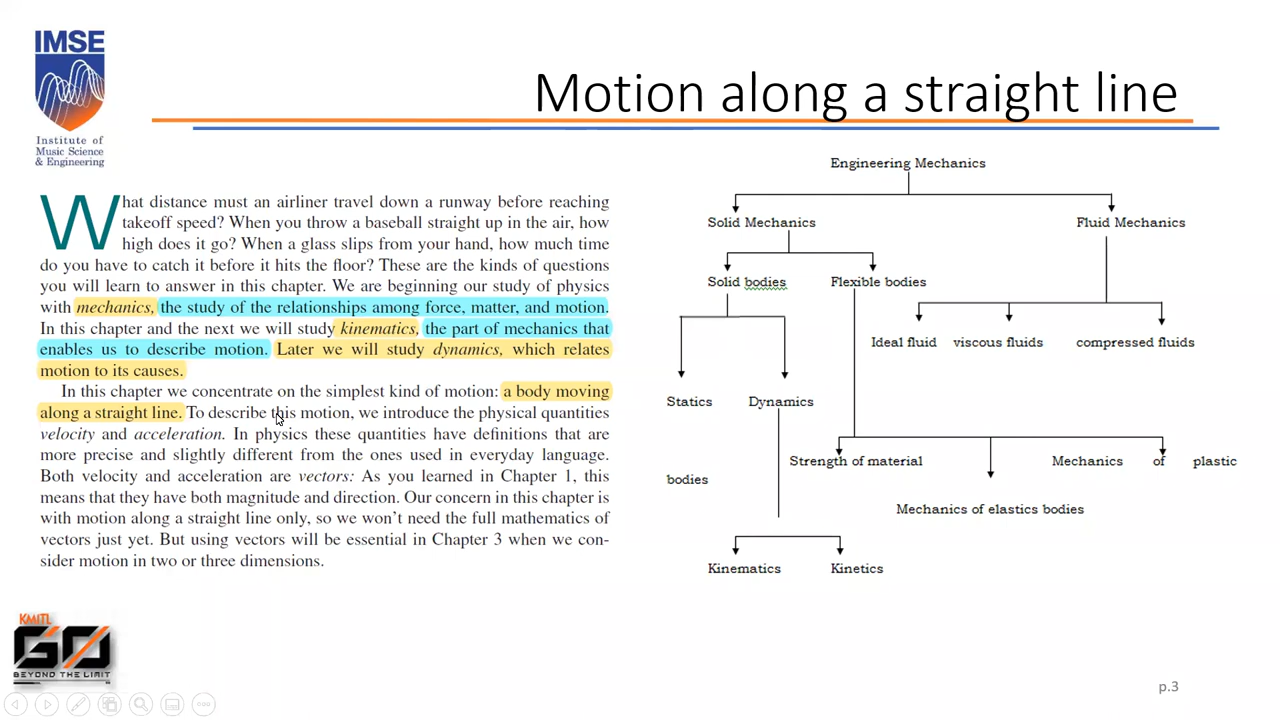 IMSE
Institute of
Music Science
& Engineering
Motion along a straight line
What distance must an airliner travel down a runway before reaching
takeoff speed? When you throw a baseball straight up in the air, how
high does it go? When a glass slips from your hand, how much time
do you have to catch it before it hits the floor? These are the kinds of questions
you will learn to answer in this chapter. We are beginning our study of physics
with mechanics, the study of the relationships among force, matter, and motion.
In this chapter and the next we will study kinematics, the part of mechanics that
enables us to describe motion. Later we will study dynamics, which relates
motion to its causes.
In this chapter we concentrate on the simplest kind of motion: a body moving
along a straight line. To describe this motion, we introduce the physical quantities
velocity and acceleration. In physics these quantities have definitions that are
more precise and slightly different from the ones used in everyday language.
Both velocity and acceleration are vectors: As you learned in Chapter 1, this
means that they have both magnitude and direction. Our concern in this chapter is
with motion along a straight line only, so we won't need the full mathematics of
vectors just yet. But using vectors will be essential in Chapter 3 when we con-
sider motion in two or three dimensions.
Engineering Mechanics
Solid Mechanics
Fluid Mechanics
Solid bodies
Flexible bodies
Ideal fluid
viscous fluids
compressed fluids
Statics
Dynamics
Strength of material
Mechanics of plastic
bodies
Mechanics of elastics bodies
Kinematics
Kinetics
KMITL
GO
BEYOND THE LIMIT
p.3